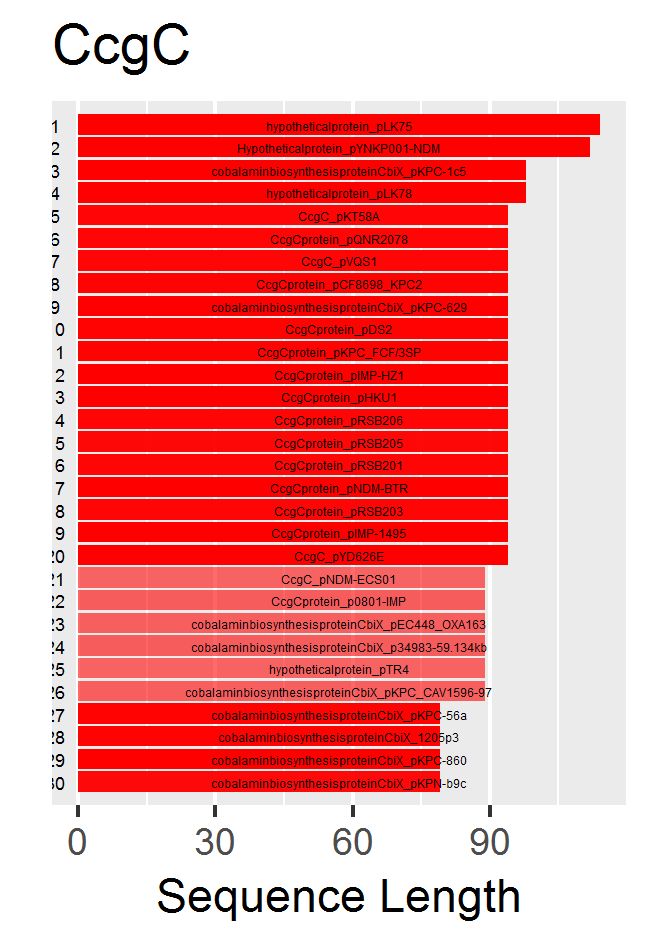 CcgC
1 hypotheticalprotein_pLK75
2 Hypotheticalprotein_pYNKP001-NDM
3 cobalaminbiosynthesisproteinCbiX_pKPC-1c5
4 hypotheticalprotein_pLK78
5 CcgC_pKT58A
6 CcgCprotein_pQNR2078
7 CcgC_pVQS1
8 CcgCprotein_pCF8698_KPC2
9 cobalaminbiosynthesisproteinCbiX_pKPC-629
0 CcgCprotein_pDS2
1 CcgCprotein_pKPC_FCF/3SP
2 CcgCprotein_pIMP-HZ1
3 CcgCprotein_pHKU1
4 CcgCprotein_pRSB206
5 CcgCprotein_pRSB205
6 CcgCprotein_pRSB201
7 CcgCprotein_pNDM-BTR
8 CcgCprotein_pRSB203
9 CcgCprotein_pIMP-1495
20 CcgC_pYD626E
21 CcgC_pNDM-ECS01
22 CcgCprotein_p0801-IMP
23 cobalaminbiosynthesisproteinCbiX_pEC448_OXA163
24 cobalaminbiosynthesisproteinCbiX_p34983-59.134kb
25 hypotheticalprotein_pTR4
26 cobalaminbiosynthesisproteinCbiX_pKPC_CAV1596-97
27 cobalaminbiosynthesisproteinCbiX_pKPC-56a
28 cobalaminbiosynthesisproteinCbiX_1205p3
29 cobalaminbiosynthesisproteinCbiX_pKPC-860
30 cobalaminbiosynthesisproteinCbiX_pKPN-b9c
0 30 60 90
Sequence Length